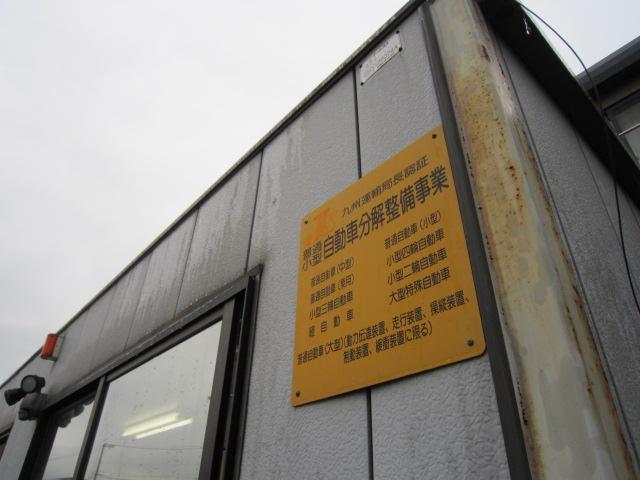 九州運輸局長認証
普通
小型 自動車分解整備事業
普通自動車(中型) 普通自動車(小型)
普通自動車(乗用) 小型四輪自動車
小型三輪自動車 小型二輪自動車
軽自動車 大型特殊自動車
普通自動車(大型)(動力伝達装置、走行装置、操縦装置、
制動装置、緩衝装置に限る)